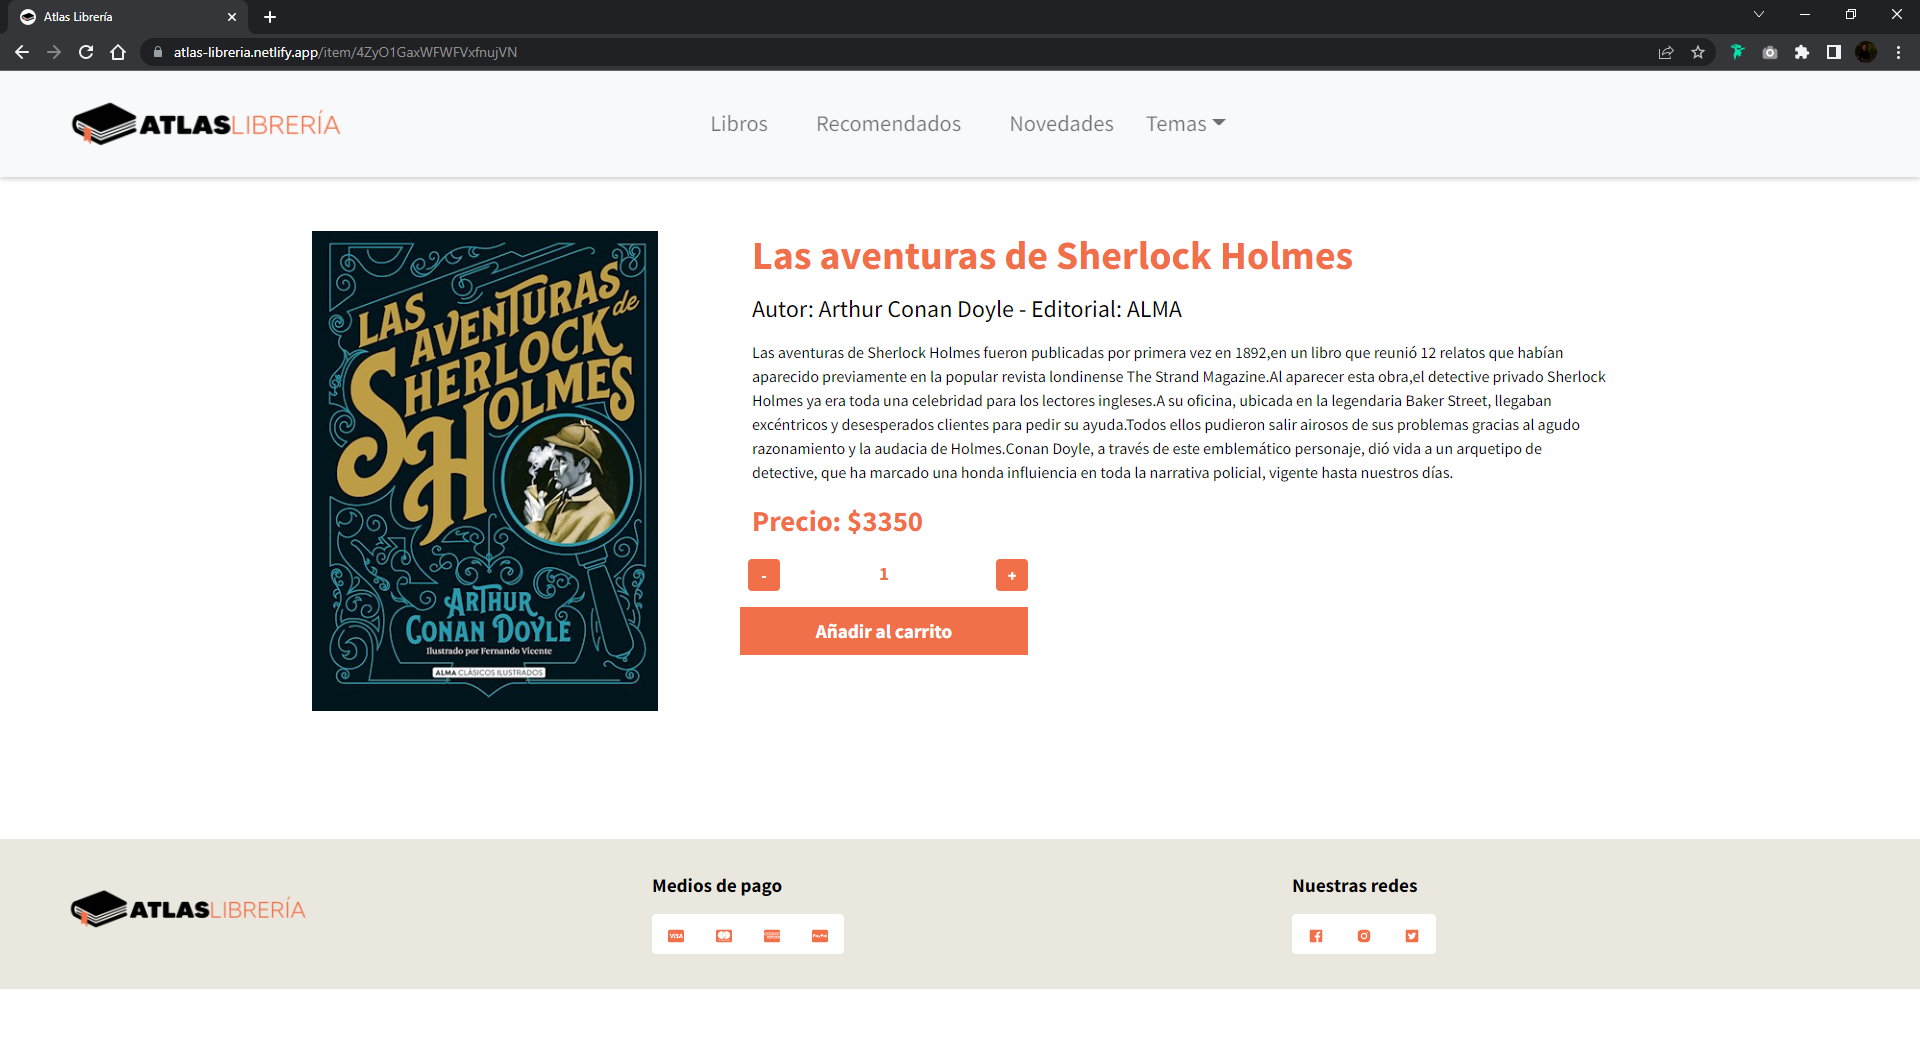 Atlas Librería
atlas-libreria.netlify.app/item/4ZyO1GaxWFWFVxfnujVN
ATLASLIBRERÍA
Libros
Recomendados
Novedades
Temas
LAS AVENTURAS de
SHERLOCK
HOLMES
ARTHUR
CONAN DOYLE
Ilustrado por Fernando Vicente
ALMA CLÁSICOS ILUSTRADOS
Las aventuras de Sherlock Holmes
Autor: Arthur Conan Doyle - Editorial: ALMA
Las aventuras de Sherlock Holmes fueron publicadas por primera vez en 1892,en un libro que reunió 12 relatos que habían
aparecido previamente en la popular revista londinense The Strand Magazine.Al aparecer esta obra,el detective privado Sherlock
Holmes ya era toda una celebridad para los lectores ingleses.A su oficina, ubicada en la legendaria Baker Street, llegaban
excéntricos y desesperados clientes para pedir su ayuda.Todos ellos pudieron salir airosos de sus problemas gracias al agudo
razonamiento y la audacia de Holmes.Conan Doyle, a través de este emblemático personaje, dió vida a un arquetipo de
detective, que ha marcado una honda influiencia en toda la narrativa policial, vigente hasta nuestros días.
Precio: $3350
- 1 +
Añadir al carrito
ATLASLIBRERÍA
Medios de pago
VISA
PayPal
Nuestras redes